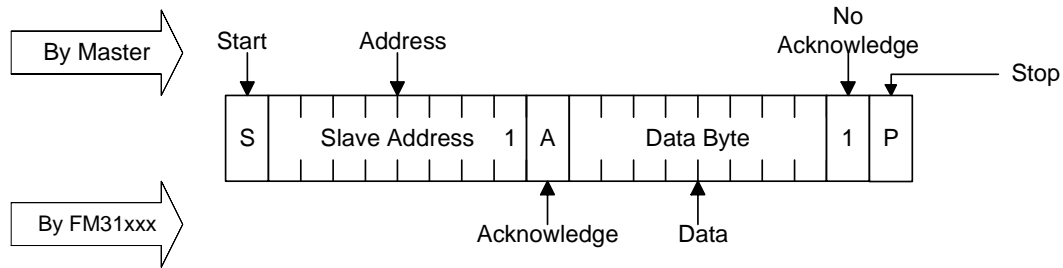 By Master
Start
Address
No
Acknowledge
Stop
S
Slave Address 1
A
Data Byte
1
P
By FM31xxx
Acknowledge
Data